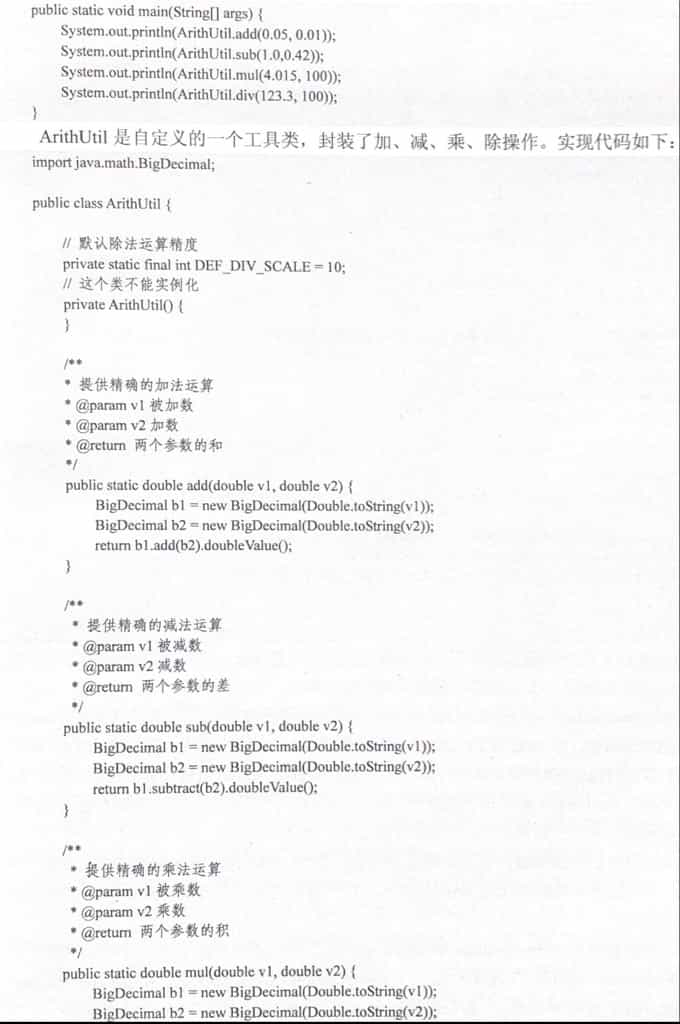 public static void main(String[] args) {
System.out.println(ArithUtil.add(0.05, 0.01));
System.out.println(ArithUtil.sub(1.0,0.42));
System.out.println(ArithUtil.mul(4.015, 100));
System.out.println(ArithUtil.div(123.3, 100));
}
ArithUtil 是自定义的一个工具类，封装了加、减、乘、除操作。实现代码如下：
import java.math.BigDecimal;
public class ArithUtil {
// 默认除法运算精度
private static final int DEF_DIV_SCALE = 10;
// 这个类不能实例化
private ArithUtil() {
}
/**
* 提供精确的加法运算
* @param v1 被加数
* @param v2 加数
* @return 两个参数的和
*/
public static double add(double v1, double v2) {
BigDecimal b1 = new BigDecimal(Double.toString(v1));
BigDecimal b2 = new BigDecimal(Double.toString(v2));
return b1.add(b2).doubleValue();
}
/**
* 提供精确的减法运算
* @param v1 被减数
* @param v2 减数
* @return 两个参数的差
*/
public static double sub(double v1, double v2) {
BigDecimal b1 = new BigDecimal(Double.toString(v1));
BigDecimal b2 = new BigDecimal(Double.toString(v2));
return b1.subtract(b2).doubleValue();
}
/**
* 提供精确的乘法运算
* @param v1 被乘数
* @param v2 乘数
* @return 两个参数的积
*/
public static double mul(double v1, double v2) {
BigDecimal b1 = new BigDecimal(Double.toString(v1));
BigDecimal b2 = new BigDecimal(Double.toString(v2));